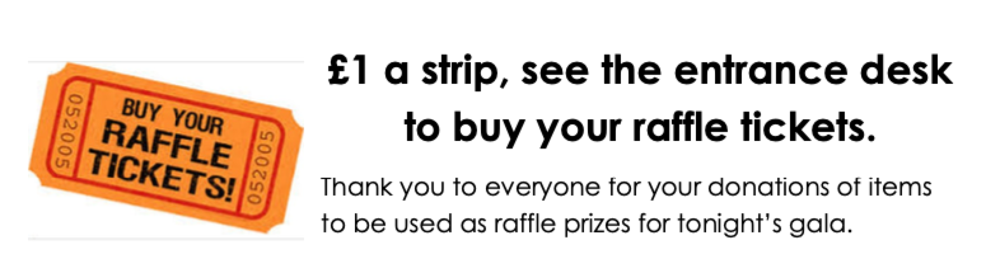 052005
BUY YOUR
RAFFLE
TICKETS!
052005
£1 a strip, see the entrance desk
to buy your raffle tickets.
Thank you to everyone for your donations of items
to be used as raffle prizes for tonight’s gala.